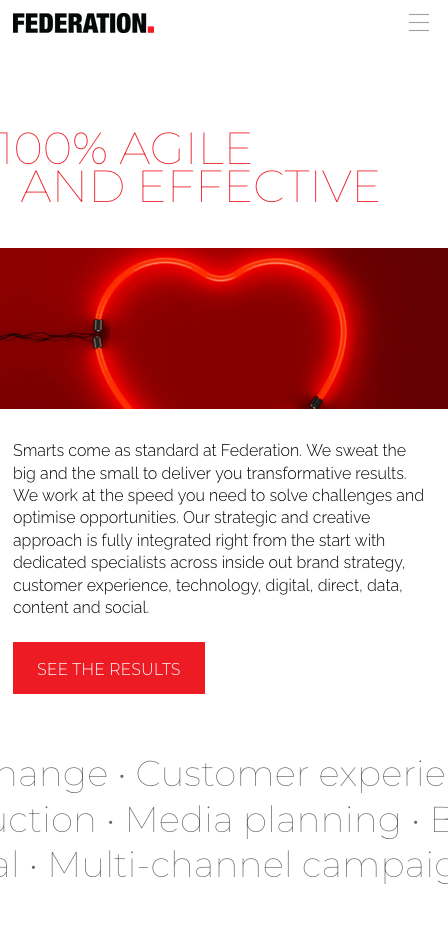 FEDERATION.
100% AGILE
AND EFFECTIVE
Smarts come as standard at Federation. We sweat the
big and the small to deliver you transformative results.
We work at the speed you need to solve challenges and
optimise opportunities. Our strategic and creative
approach is fully integrated right from the start with
dedicated specialists across inside out brand strategy,
customer experience, technology, digital, direct, data,
content and social.
SEE THE RESULTS
hange · Customer experie
uction · Media planning ·
al · Multi-channel campaig